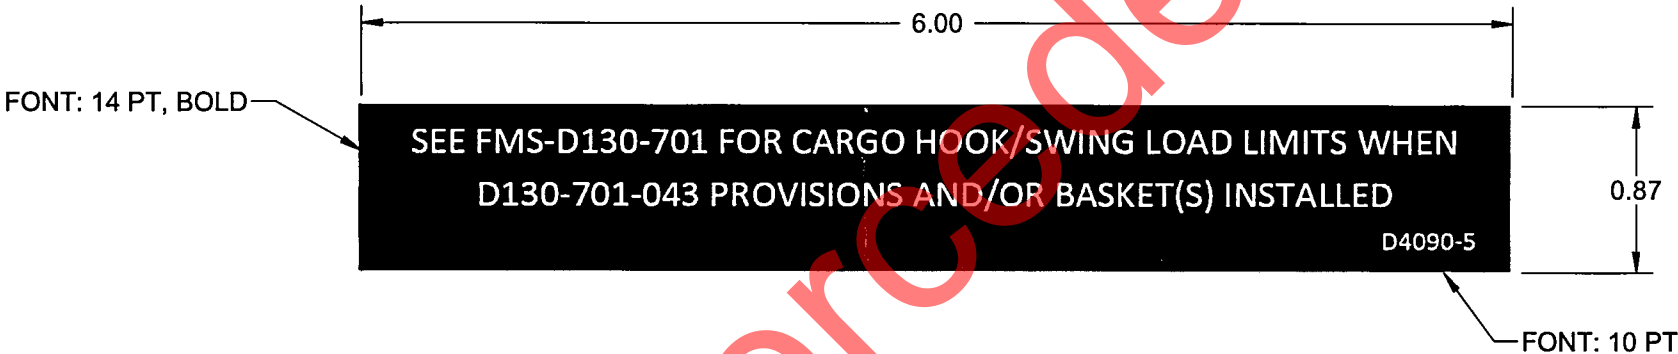 6.00
FONT: 14 PT, BOLD
SEE FMS-D130-701 FOR CARGO HOOK/SWING LOAD LIMITS WHEN
D130-701-043 PROVISIONS AND/OR BASKET(S) INSTALLED
0.87
D4090-5
FONT: 10 PT
erced